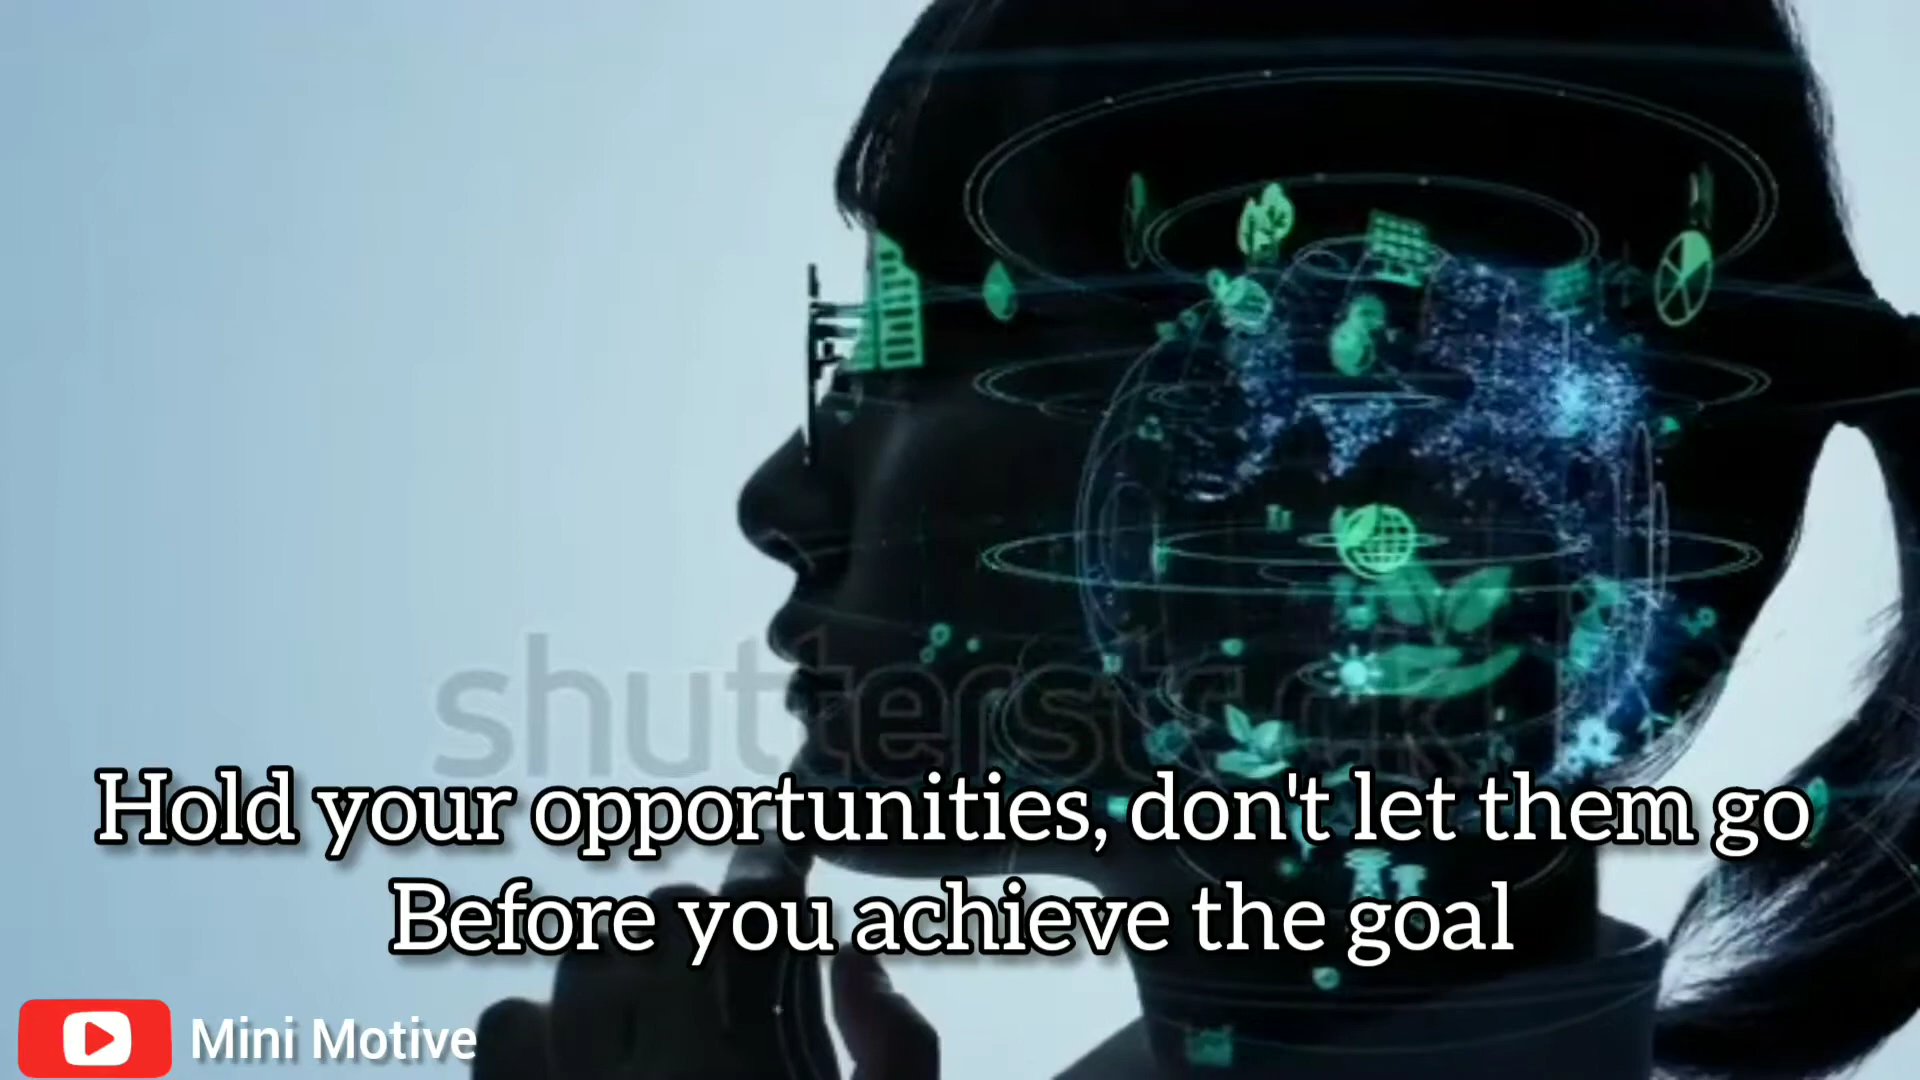 shutterstock
Hold your opportunities, don't let them go
Before you achieve the goal
Mini Motive